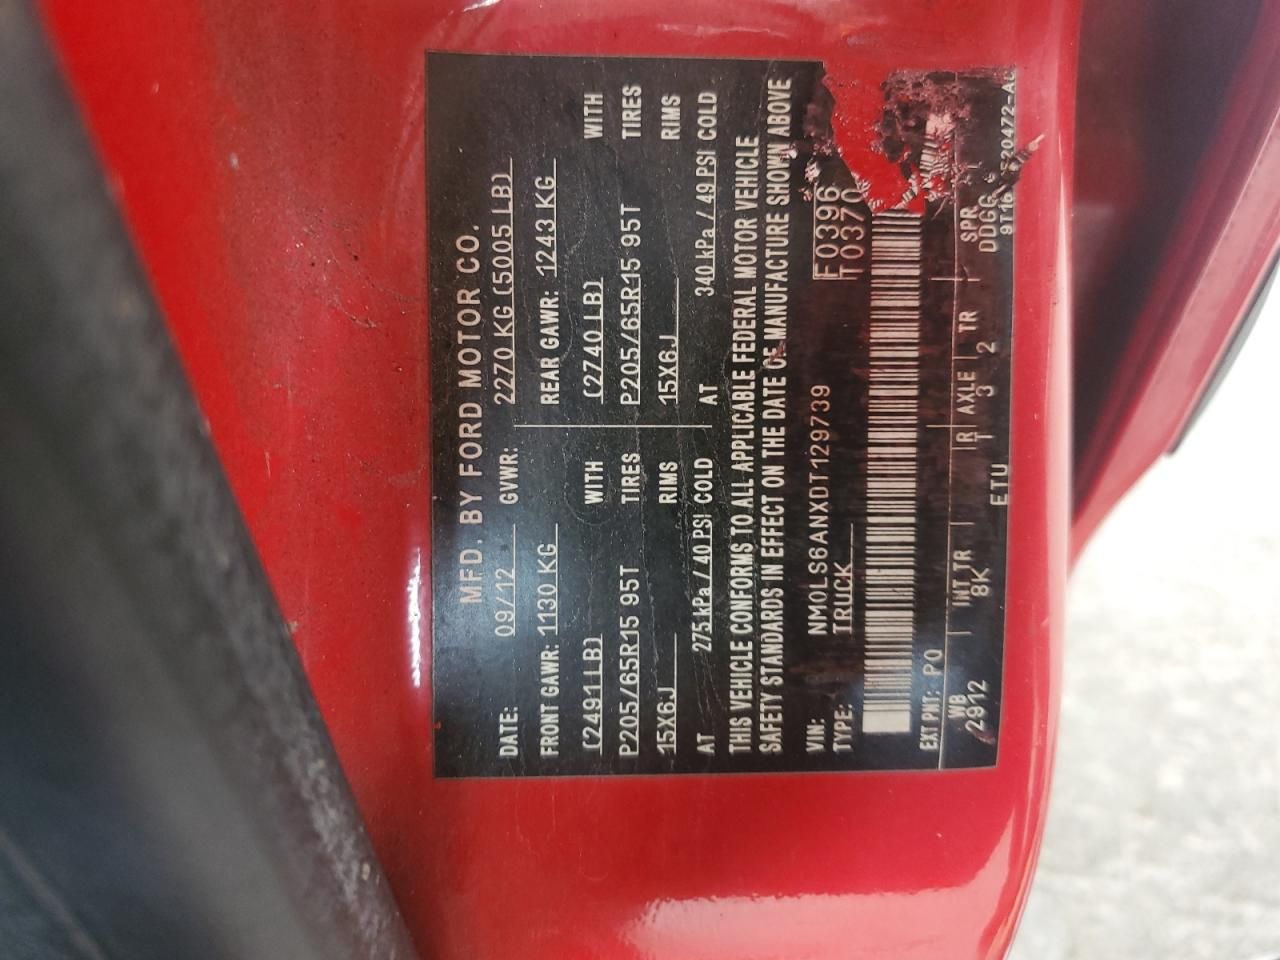 MFD. BY FORD MOTOR CO.
DATE: 09/12 GVWR: 2270 KG (5005 LB)
FRONT GAWR: 1130 KG REAR GAWR: 1243 KG
(2491 LB) WITH (2740 LB) WITH
P205/65R15 95T TIRES P205/65R15 95T TIRES
15X6J RIMS 15X6J RIMS
AT 275 kPa / 40 PSI COLD AT 340 kPa / 49 PSI COLD
THIS VEHICLE CONFORMS TO ALL APPLICABLE FEDERAL MOTOR VEHICLE
SAFETY STANDARDS IN EFFECT ON THE DATE OF MANUFACTURE SHOWN ABOVE
VIN: NM0LS6ANXDT129739 F0396
TYPE: TRUCK T0370
EXT PNT: PQ
WB INT TR R AXLE TR SPR
2912 8K 1 3 2 DDGG
ETU